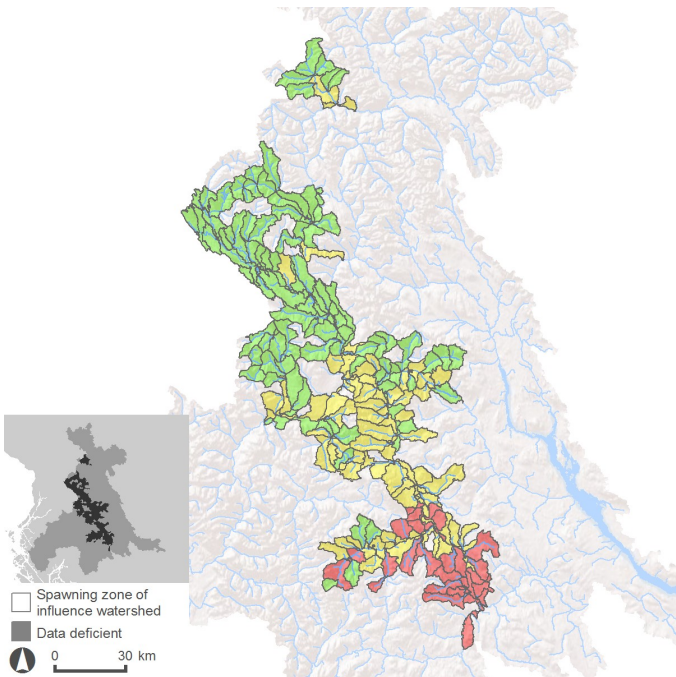 Spawning zone of
influence watershed
Data deficient
0 30 km